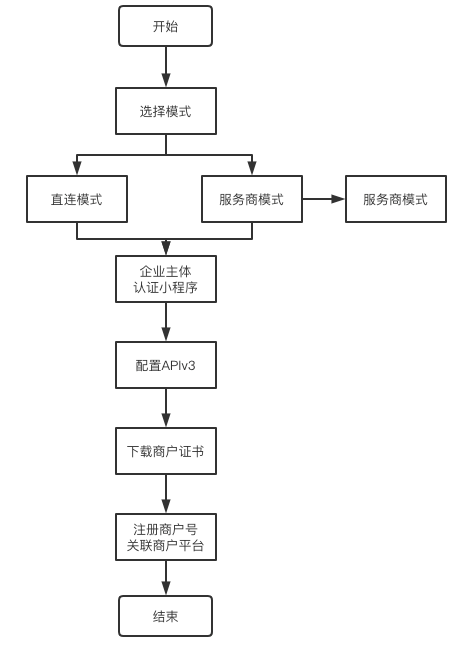 开始
选择模式
直连模式
服务商模式
服务商模式
企业主体
认证小程序
配置APIv3
下载商户证书
注册商户号
关联商户平台
结束